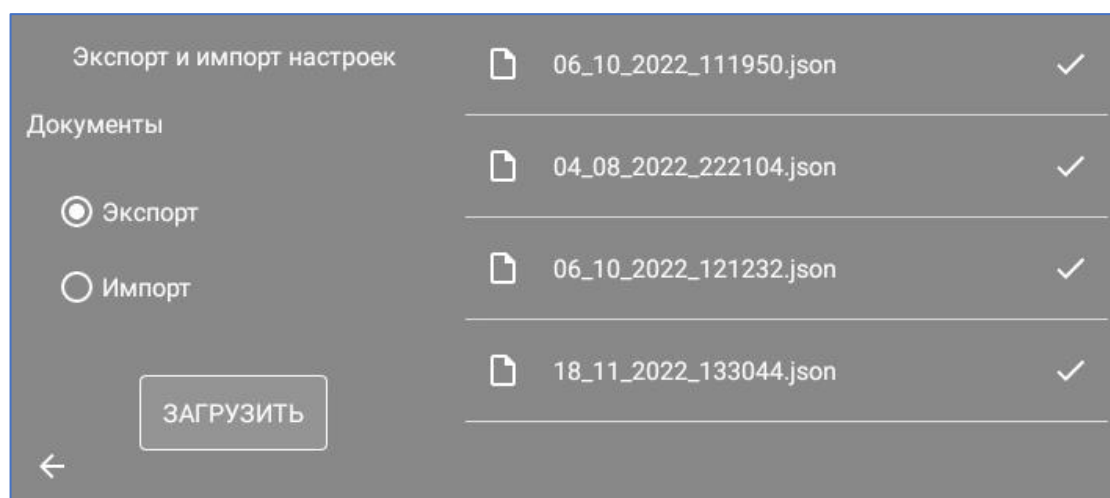 Экспорт и импорт настроек
Документы
Экспорт
Импорт
ЗАГРУЗИТЬ
06_10_2022_111950.json
04_08_2022_222104.json
06_10_2022_121232.json
18_11_2022_133044.json